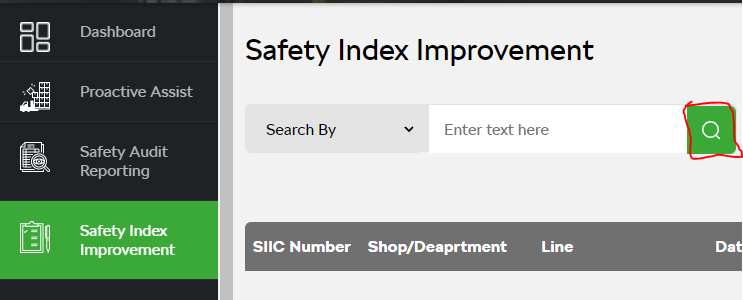 Dashboard
Proactive Assist
Safety Audit
Reporting
Safety Index
Improvement
Safety Index Improvement
Search By
Enter text here
SIIC Number Shop/Deaprtment Line